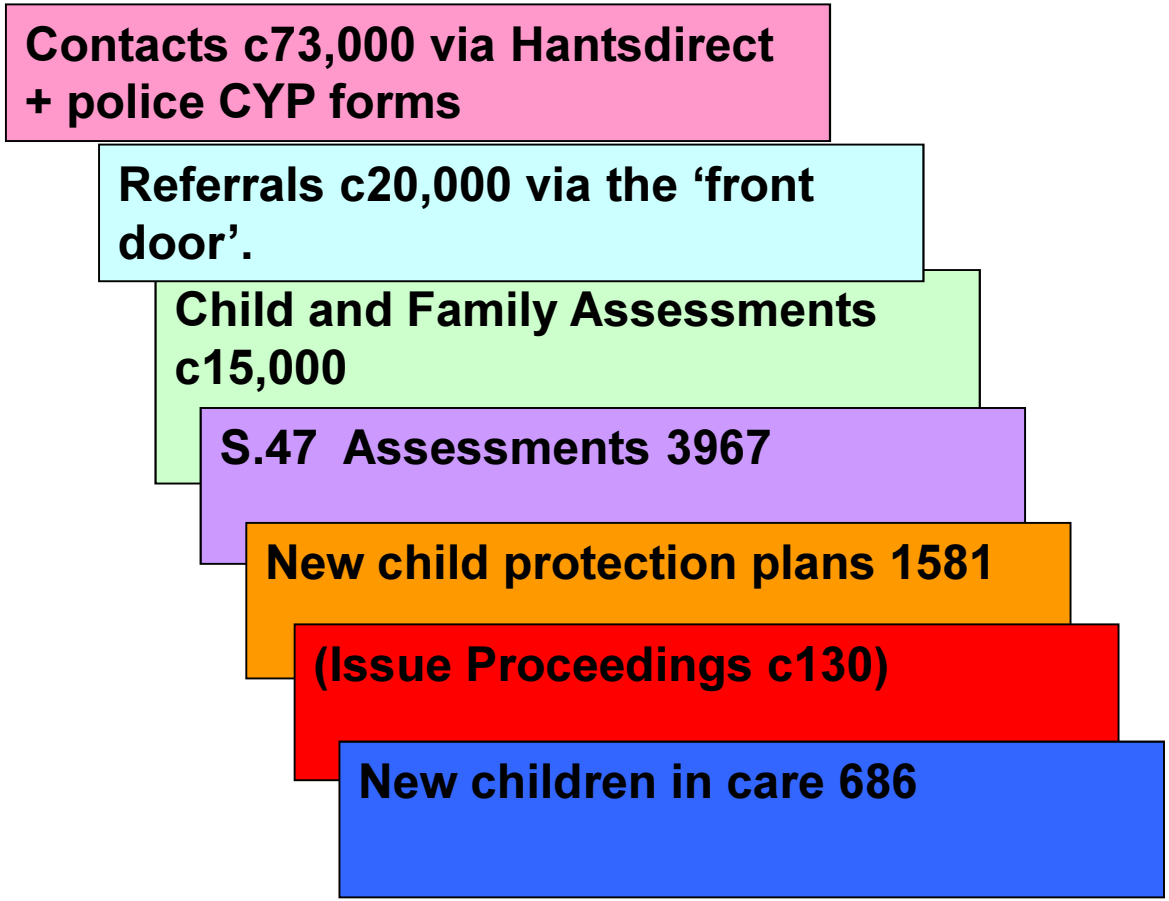 Contacts c73,000 via Hantsdirect
+ police CYP forms
Referrals c20,000 via the ‘front
door’.
Child and Family Assessments
c15,000
S.47  Assessments 3967
New child protection plans 1581
(Issue Proceedings c130)
New children in care 686